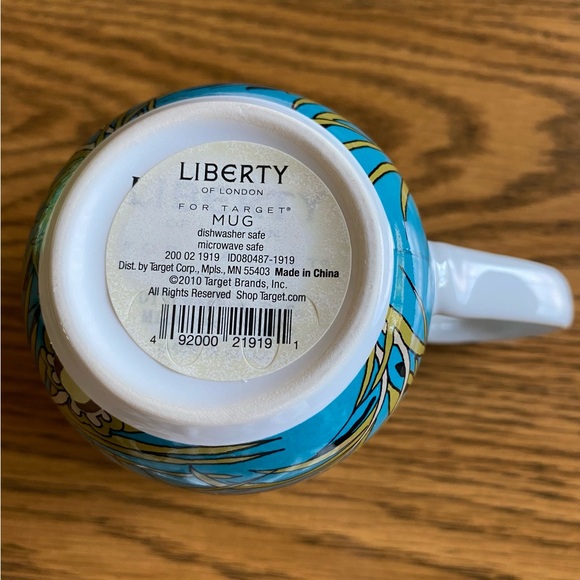 LIBERTY
OF LONDON
FOR TARGET®
MUG
dishwasher safe
microwave safe
200 02 1919 ID080487-1919
Dist. by Target Corp., Mpls., MN 55403 Made in China
©2010 Target Brands, Inc.
All Rights Reserved Shop Target.com
4 92000 21919 1